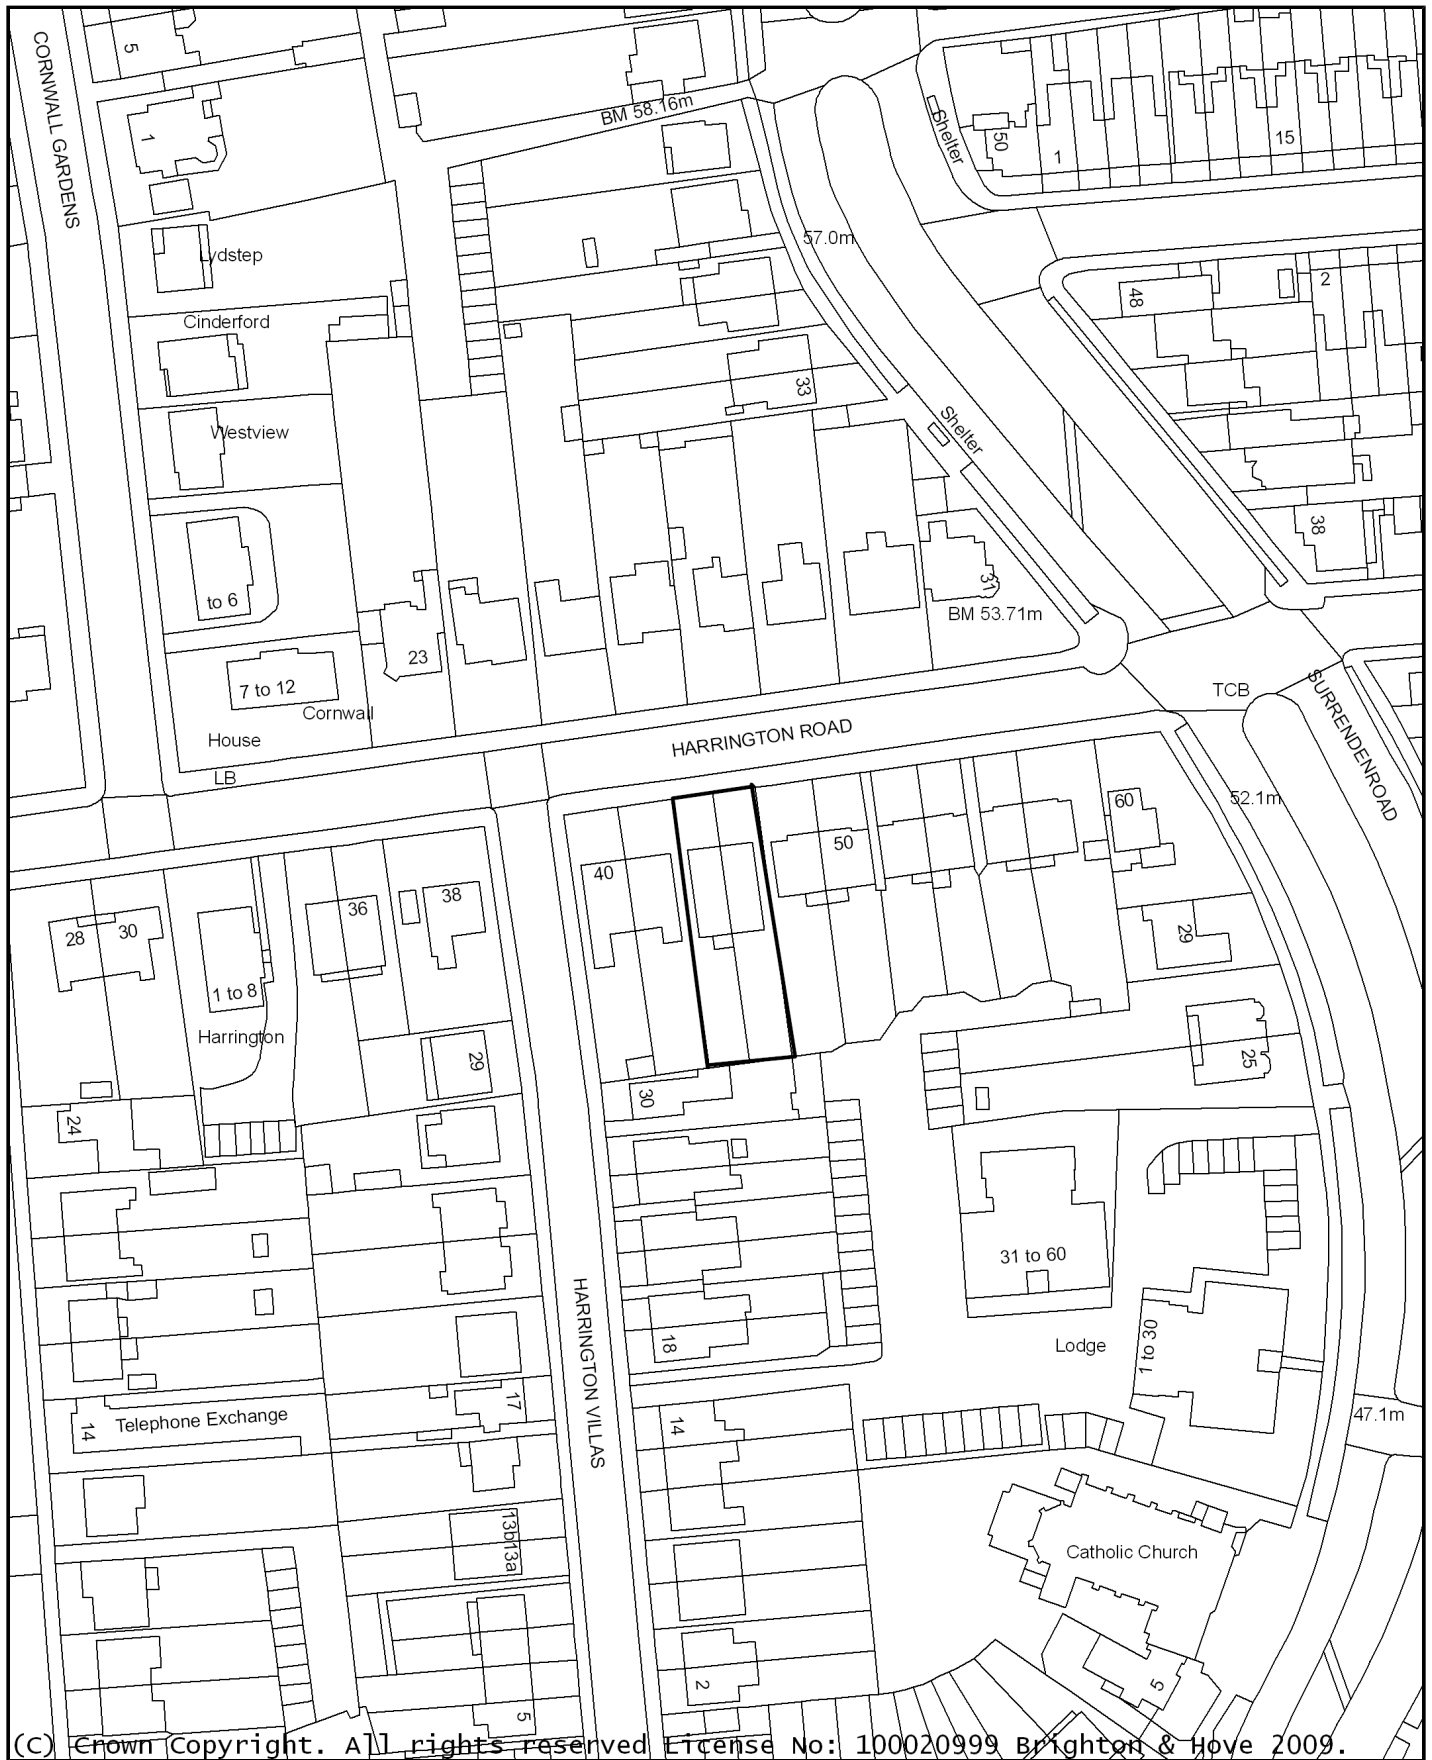 CORNWALL GARDENS
5
1
BM 58.16m
Shelter
50
1
15
57.0m
Lydstep
48
2
Cinderford
33
Westview
Shelter
38
to 6
31
BM 53.71m
23
7 to 12
Cornwall
House
LB
HARRINGTON ROAD
TCB
SURRENDENROAD
52.1m
60
50
40
38
36
30
28
29
1 to 8
Harrington
29
25
30
24
31 to 60
HARRINGTON VILLAS
18
Lodge
1 to 30
17
14
Telephone Exchange
14
47.1m
13b13a
Catholic Church
2
5
5
(C) Crown Copyright. All rights reserved License No: 100020999 Brighton & Hove 2009.